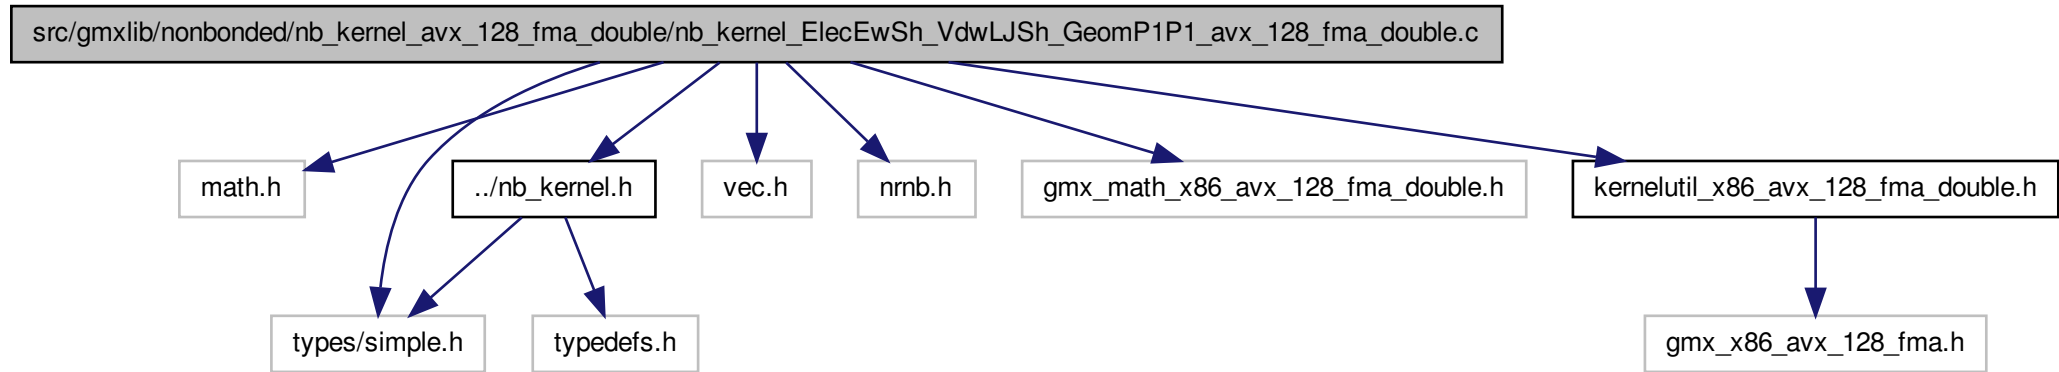 src/gmxlib/nonbonded/nb_kernel_avx_128_fma_double/nb_kernel_ElecEwSh_VdwLJSh_GeomP1P1_avx_128_fma_double.c
math.h
../nb_kernel.h
vec.h
nrnb.h
gmx_math_x86_avx_128_fma_double.h
kernelutil_x86_avx_128_fma_double.h
types/simple.h
typedefs.h
gmx_x86_avx_128_fma.h